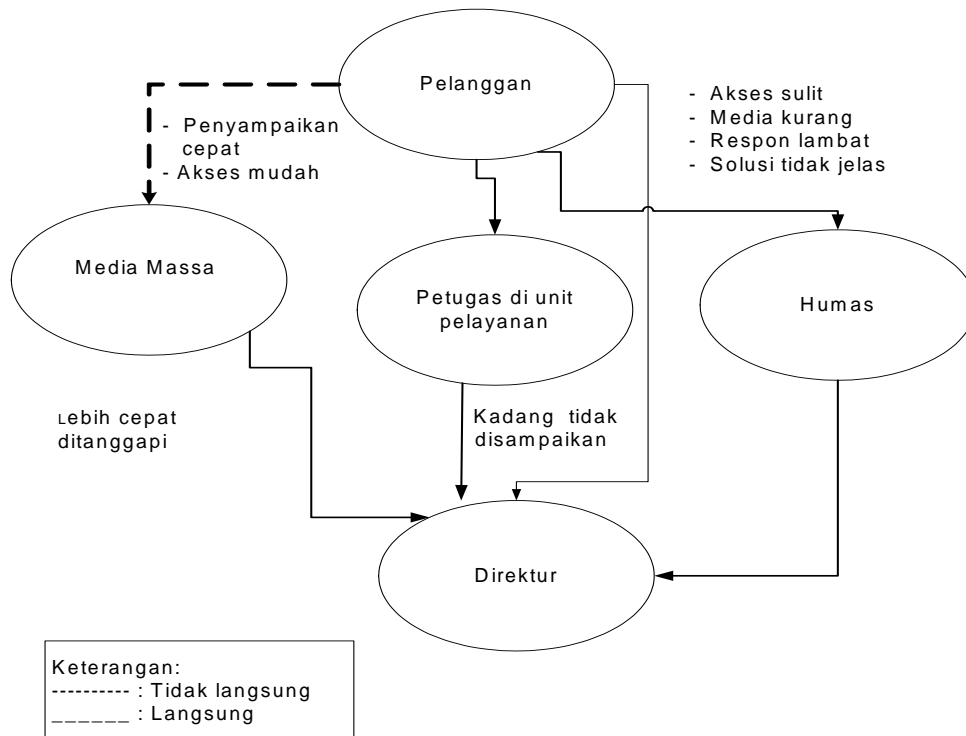 Pelanggan
- Akses sulit
- Media kurang
- Respon lambat
- Solusi tidak jelas
- Penyampaikan
cepat
- Akses mudah
Media Massa
Petugas di unit
pelayanan
Humas
Lebih cepat
ditanggapi
Kadang tidak
disampaikan
Direktur
Keterangan:
---------- : Tidak langsung
______ : Langsung